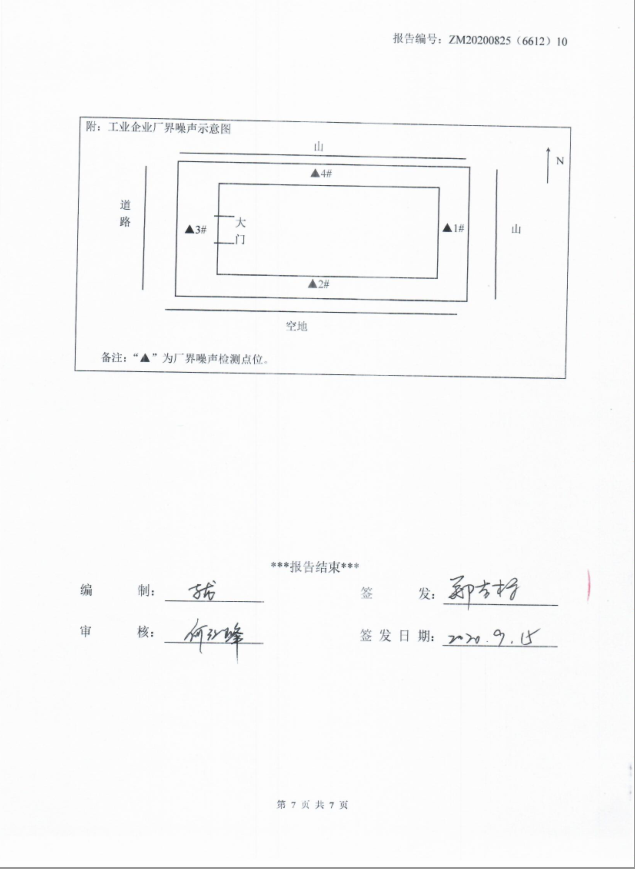 报告编号：ZM20200825（6612）10
附：工业企业厂界噪声示意图
山
▲4#
N
道路
▲3#
大门
▲1#
山
▲2#
空地
备注：“▲”为厂界噪声检测点位。
***报告结束***
编 制： 签 发：
审 核： 签 发 日 期：2020.9.15
第 7 页 共 7 页